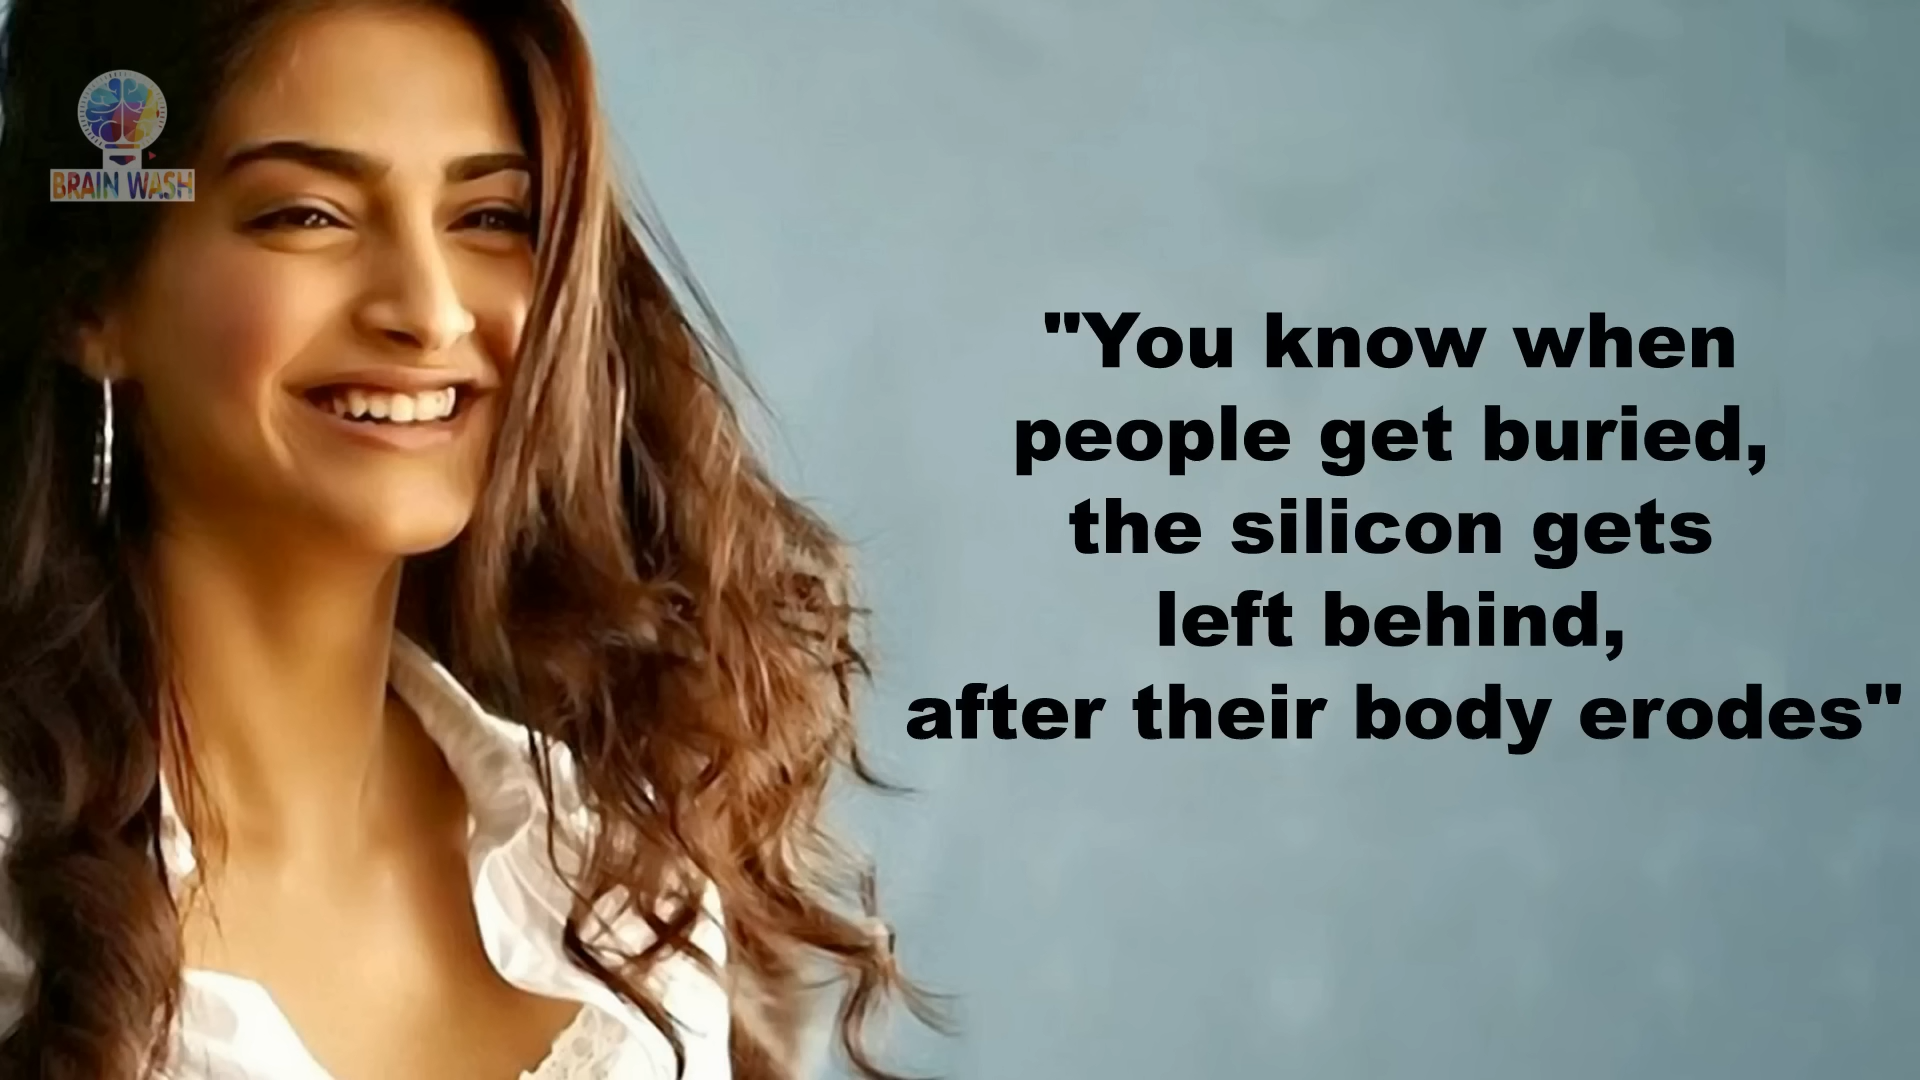 BRAIN WASH
"You know when
people get buried,
the silicon gets
left behind,
after their body erodes"